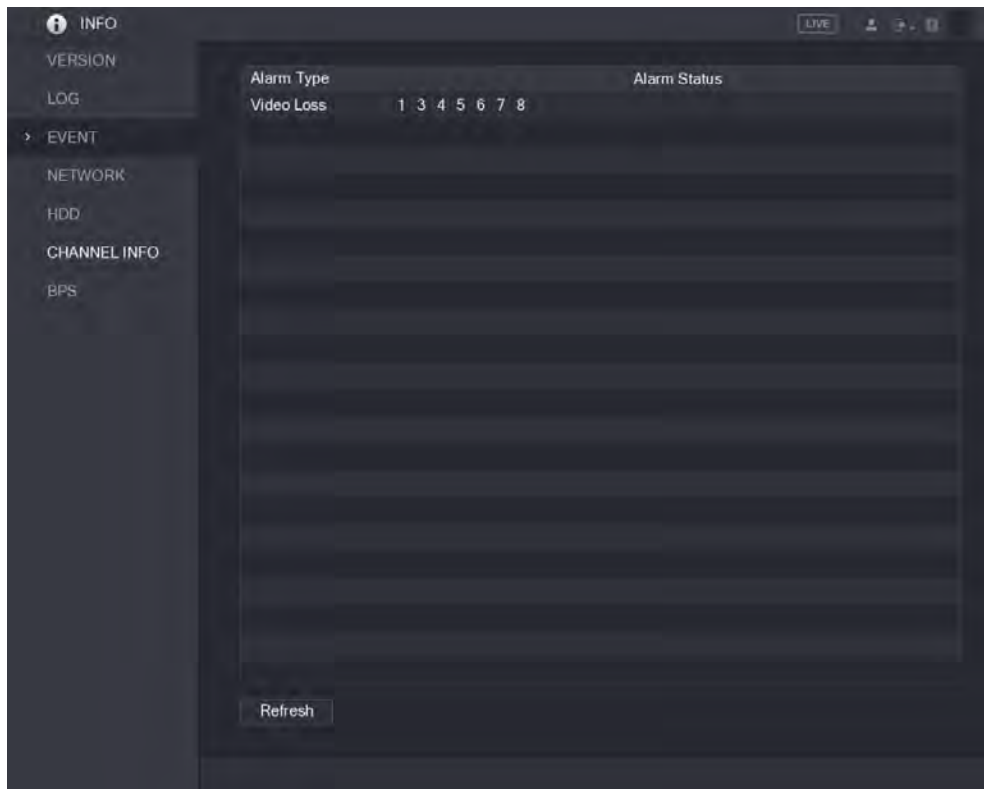 INFO
LIVE
VERSION
LOG
EVENT
NETWORK
HDD
CHANNEL INFO
BPS
Alarm Type Alarm Status
Video Loss 1 3 4 5 6 7 8
Refresh